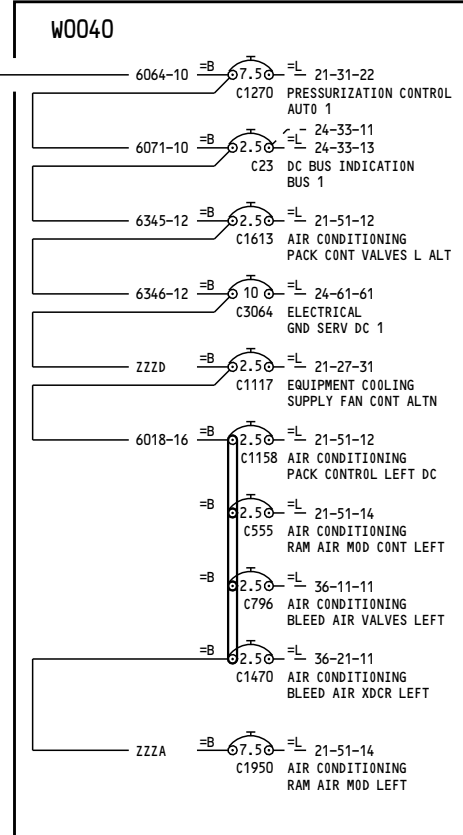 W0040
6064-10 =B 7.5 =L 21-31-22
C1270 PRESSURIZATION CONTROL
AUTO 1
24-33-11
6071-10 =B 2.5 =L 24-33-13
C23 DC BUS INDICATION
BUS 1
6345-12 =B 2.5 =L 21-51-12
C1613 AIR CONDITIONING
PACK CONT VALVES L ALT
6346-12 =B 10 =L 24-61-61
C3064 ELECTRICAL
GND SERV DC 1
ZZZD =B 2.5 =L 21-27-31
C1117 EQUIPMENT COOLING
SUPPLY FAN CONT ALTN
6018-16 =B 2.5 =L 21-51-12
C1158 AIR CONDITIONING
PACK CONTROL LEFT DC
=B 2.5 =L 21-51-14
C555 AIR CONDITIONING
RAM AIR MOD CONT LEFT
=B 2.5 =L 36-11-11
C796 AIR CONDITIONING
BLEED AIR VALVES LEFT
=B 2.5 =L 36-21-11
C1470 AIR CONDITIONING
BLEED AIR XDCR LEFT
ZZZA =B 7.5 =L 21-51-14
C1950 AIR CONDITIONING
RAM AIR MOD LEFT